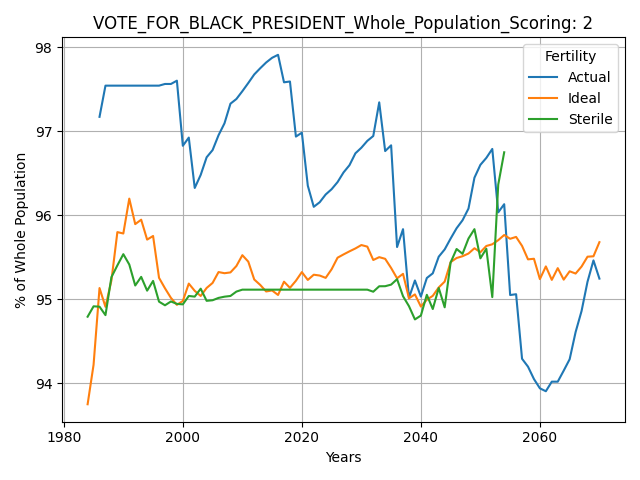 VOTE_FOR_BLACK_PRESIDENT_Whole_Population_Scoring: 2
Fertility
Actual
Ideal
Sterile
% of Whole Population
98
97
96
95
94
1980
2000
2020
2040
2060
Years